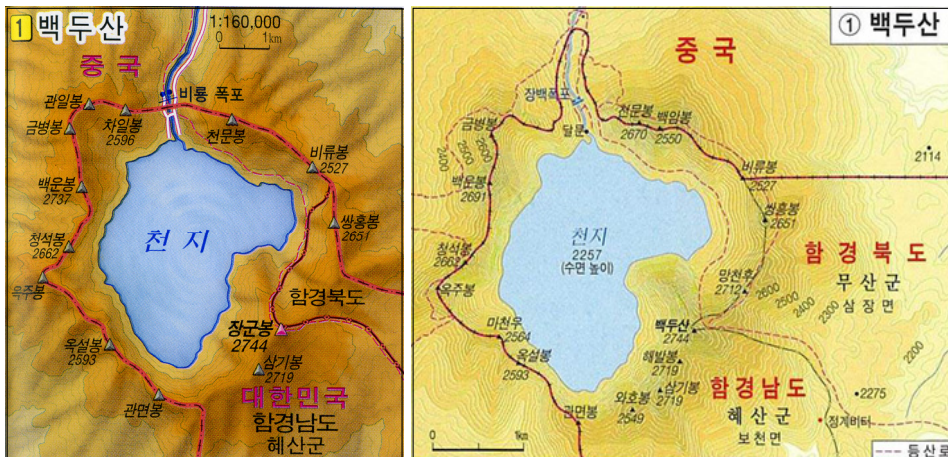 1 백두산
1:160,000
0 1km
중국
비룡 폭포
관일봉
차일봉
2596
천문봉
금병봉
비류봉
2527
백운봉
2737
쌍홍봉
2651
청석봉
2662
천지
옥주봉
함경북도
장군봉
2744
옥설봉
2593
삼기봉
2719
관면봉
대한민국
함경남도
혜산군
① 백두산
중국
장백폭포
금병봉
천문봉
2670
백암봉
2550
달문
2114
2400
2500
2600
비류봉
2527
백운봉
2691
쌍홍봉
2651
천지
2257
(수면 높이)
함경북도
무산군
삼장면
청석봉
2662
망천후
2712
2600
2500
2400
2300
옥주봉
마천우
2564
백두산
2744
2200
옥설봉
2593
해발봉
2719
삼기봉
2719
함경남도
혜산군
보천면
2275
와호봉
2549
관면봉
정계비터
0 1km
등산로